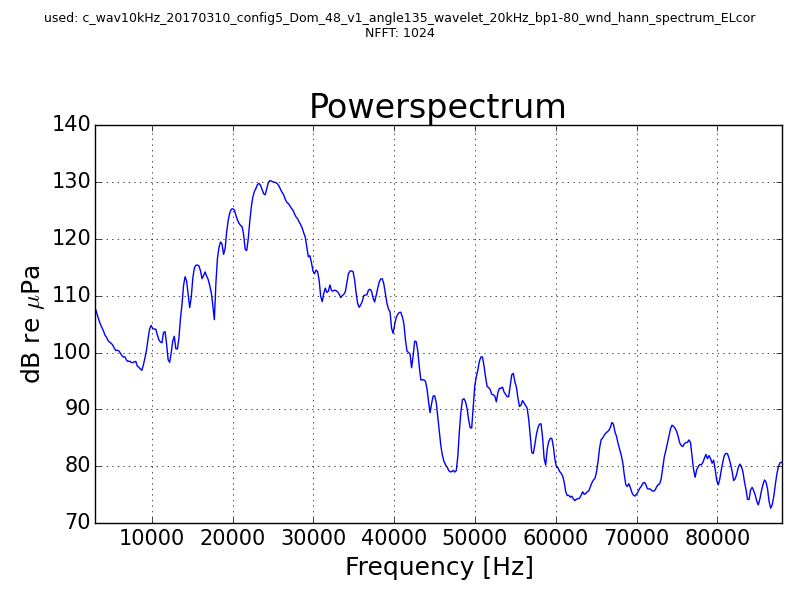 used: c_wav10kHz_20170310_config5_Dom_48_v1_angle135_wavelet_20kHz_bp1-80_wnd_hann_spectrum_ELcor
NFFT: 1024
Powerspectrum
140
130
120
110
100
90
80
70
dB re μPa
10000 20000 30000 40000 50000 60000 70000 80000
Frequency [Hz]